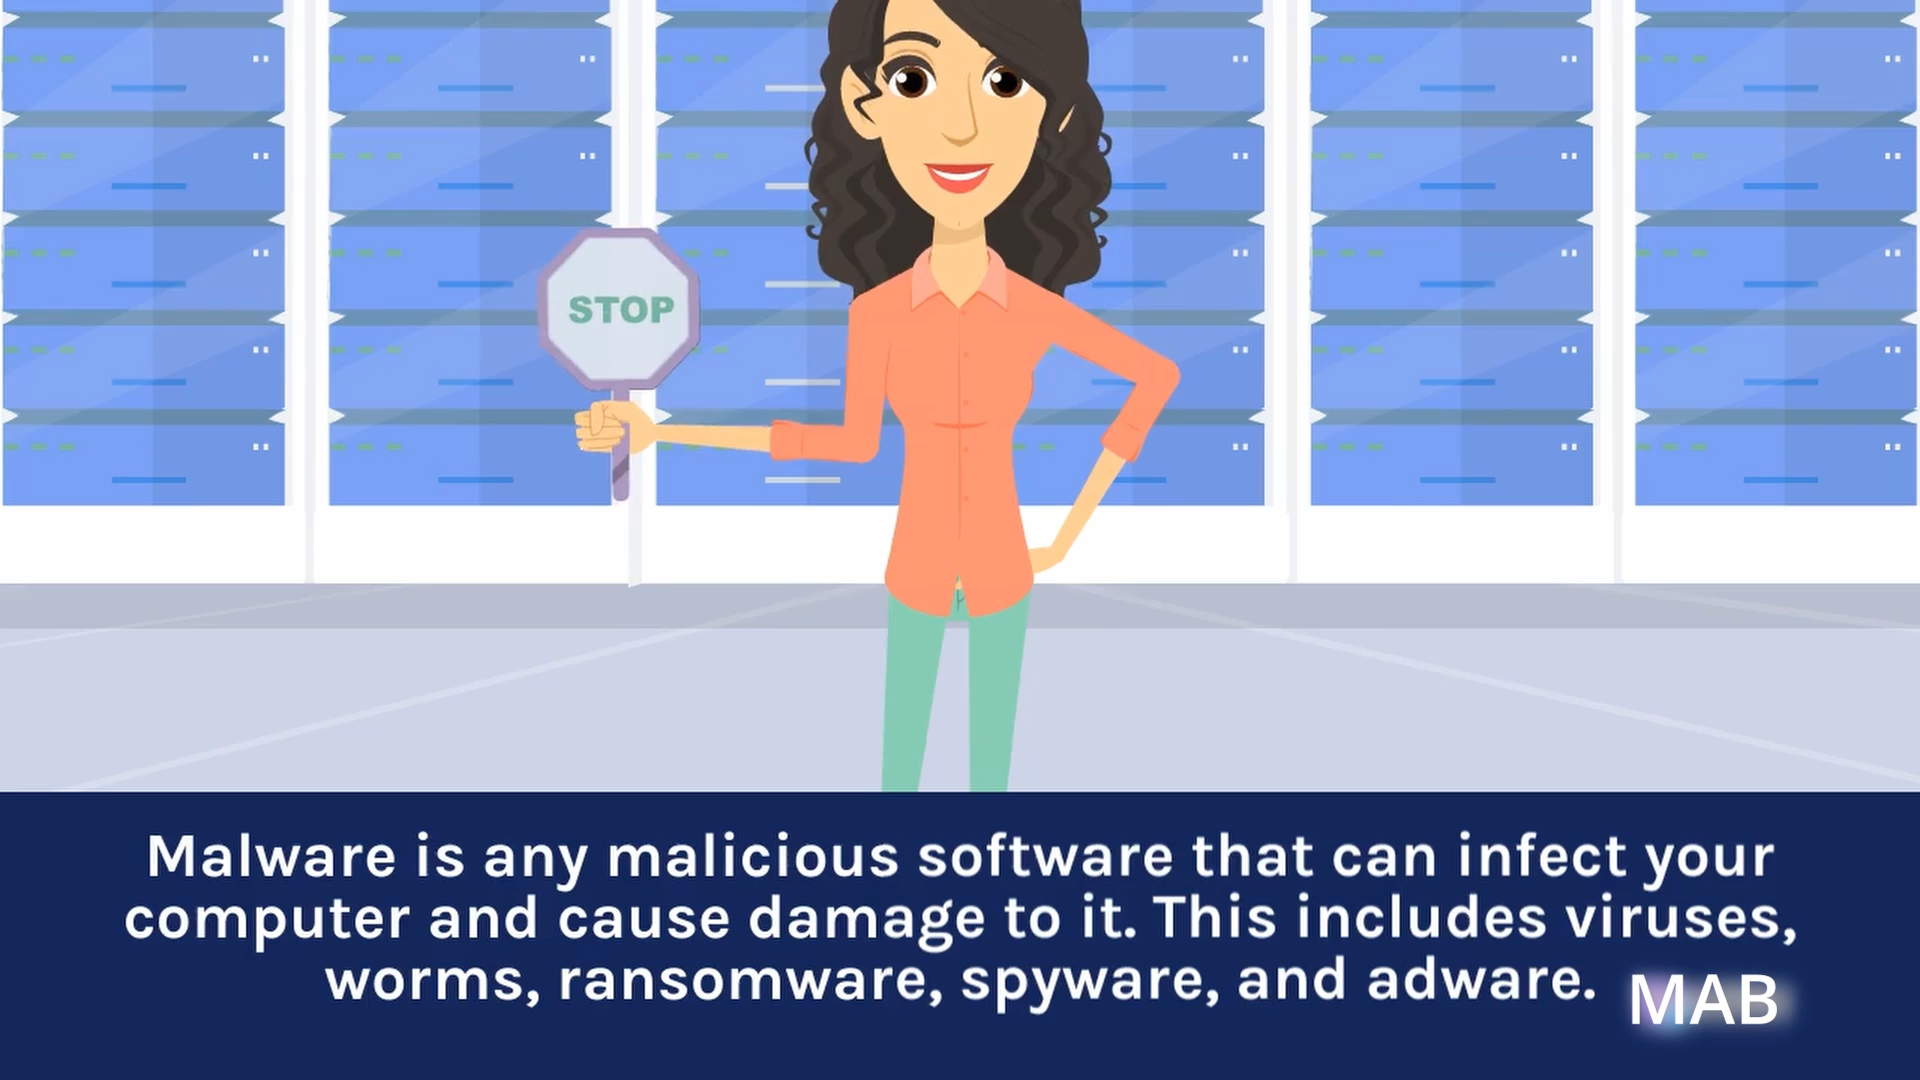 STOP
Malware is any malicious software that can infect your
computer and cause damage to it. This includes viruses,
worms, ransomware, spyware, and adware.
MAB